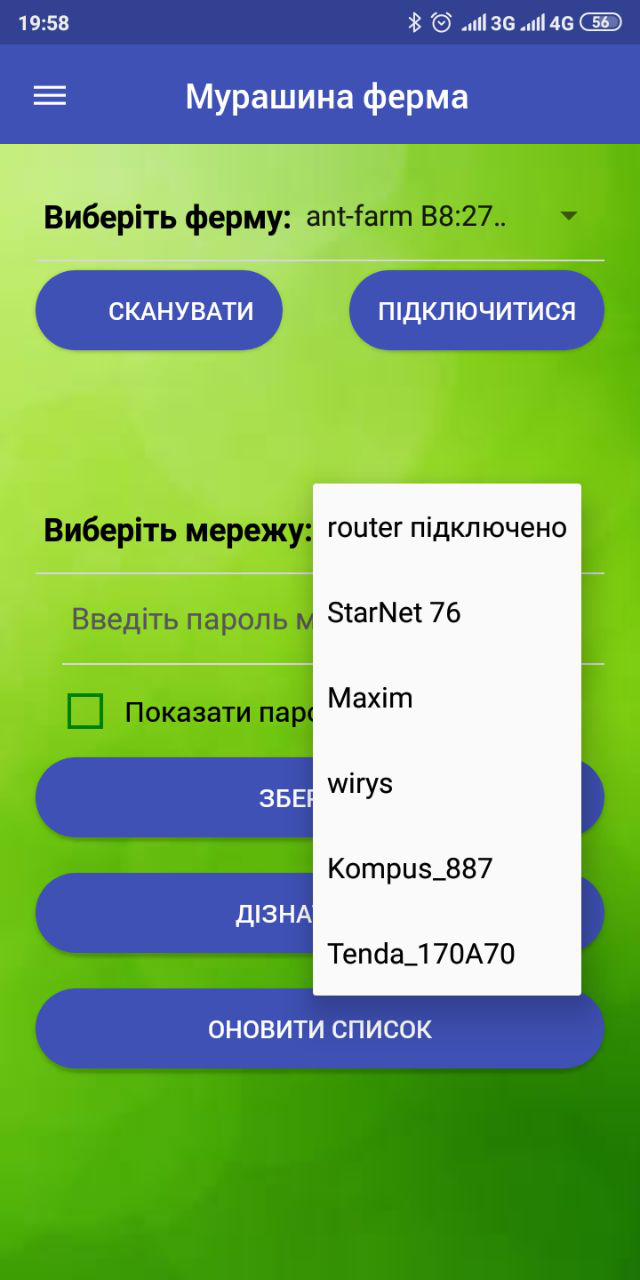 19:58 3G 4G 56
Мурашина ферма
Виберіть ферму: ant-farm B8:27..
СКАНУВАТИ ПІДКЛЮЧИТИСЯ
Виберіть мережу: router підключено
StarNet 76
Введіть пароль м
Maxim
Показати паро
wirys
ЗБЕР
Kompus_887
ДІЗНА
Tenda_170A70
ОНОВИТИ СПИСОК